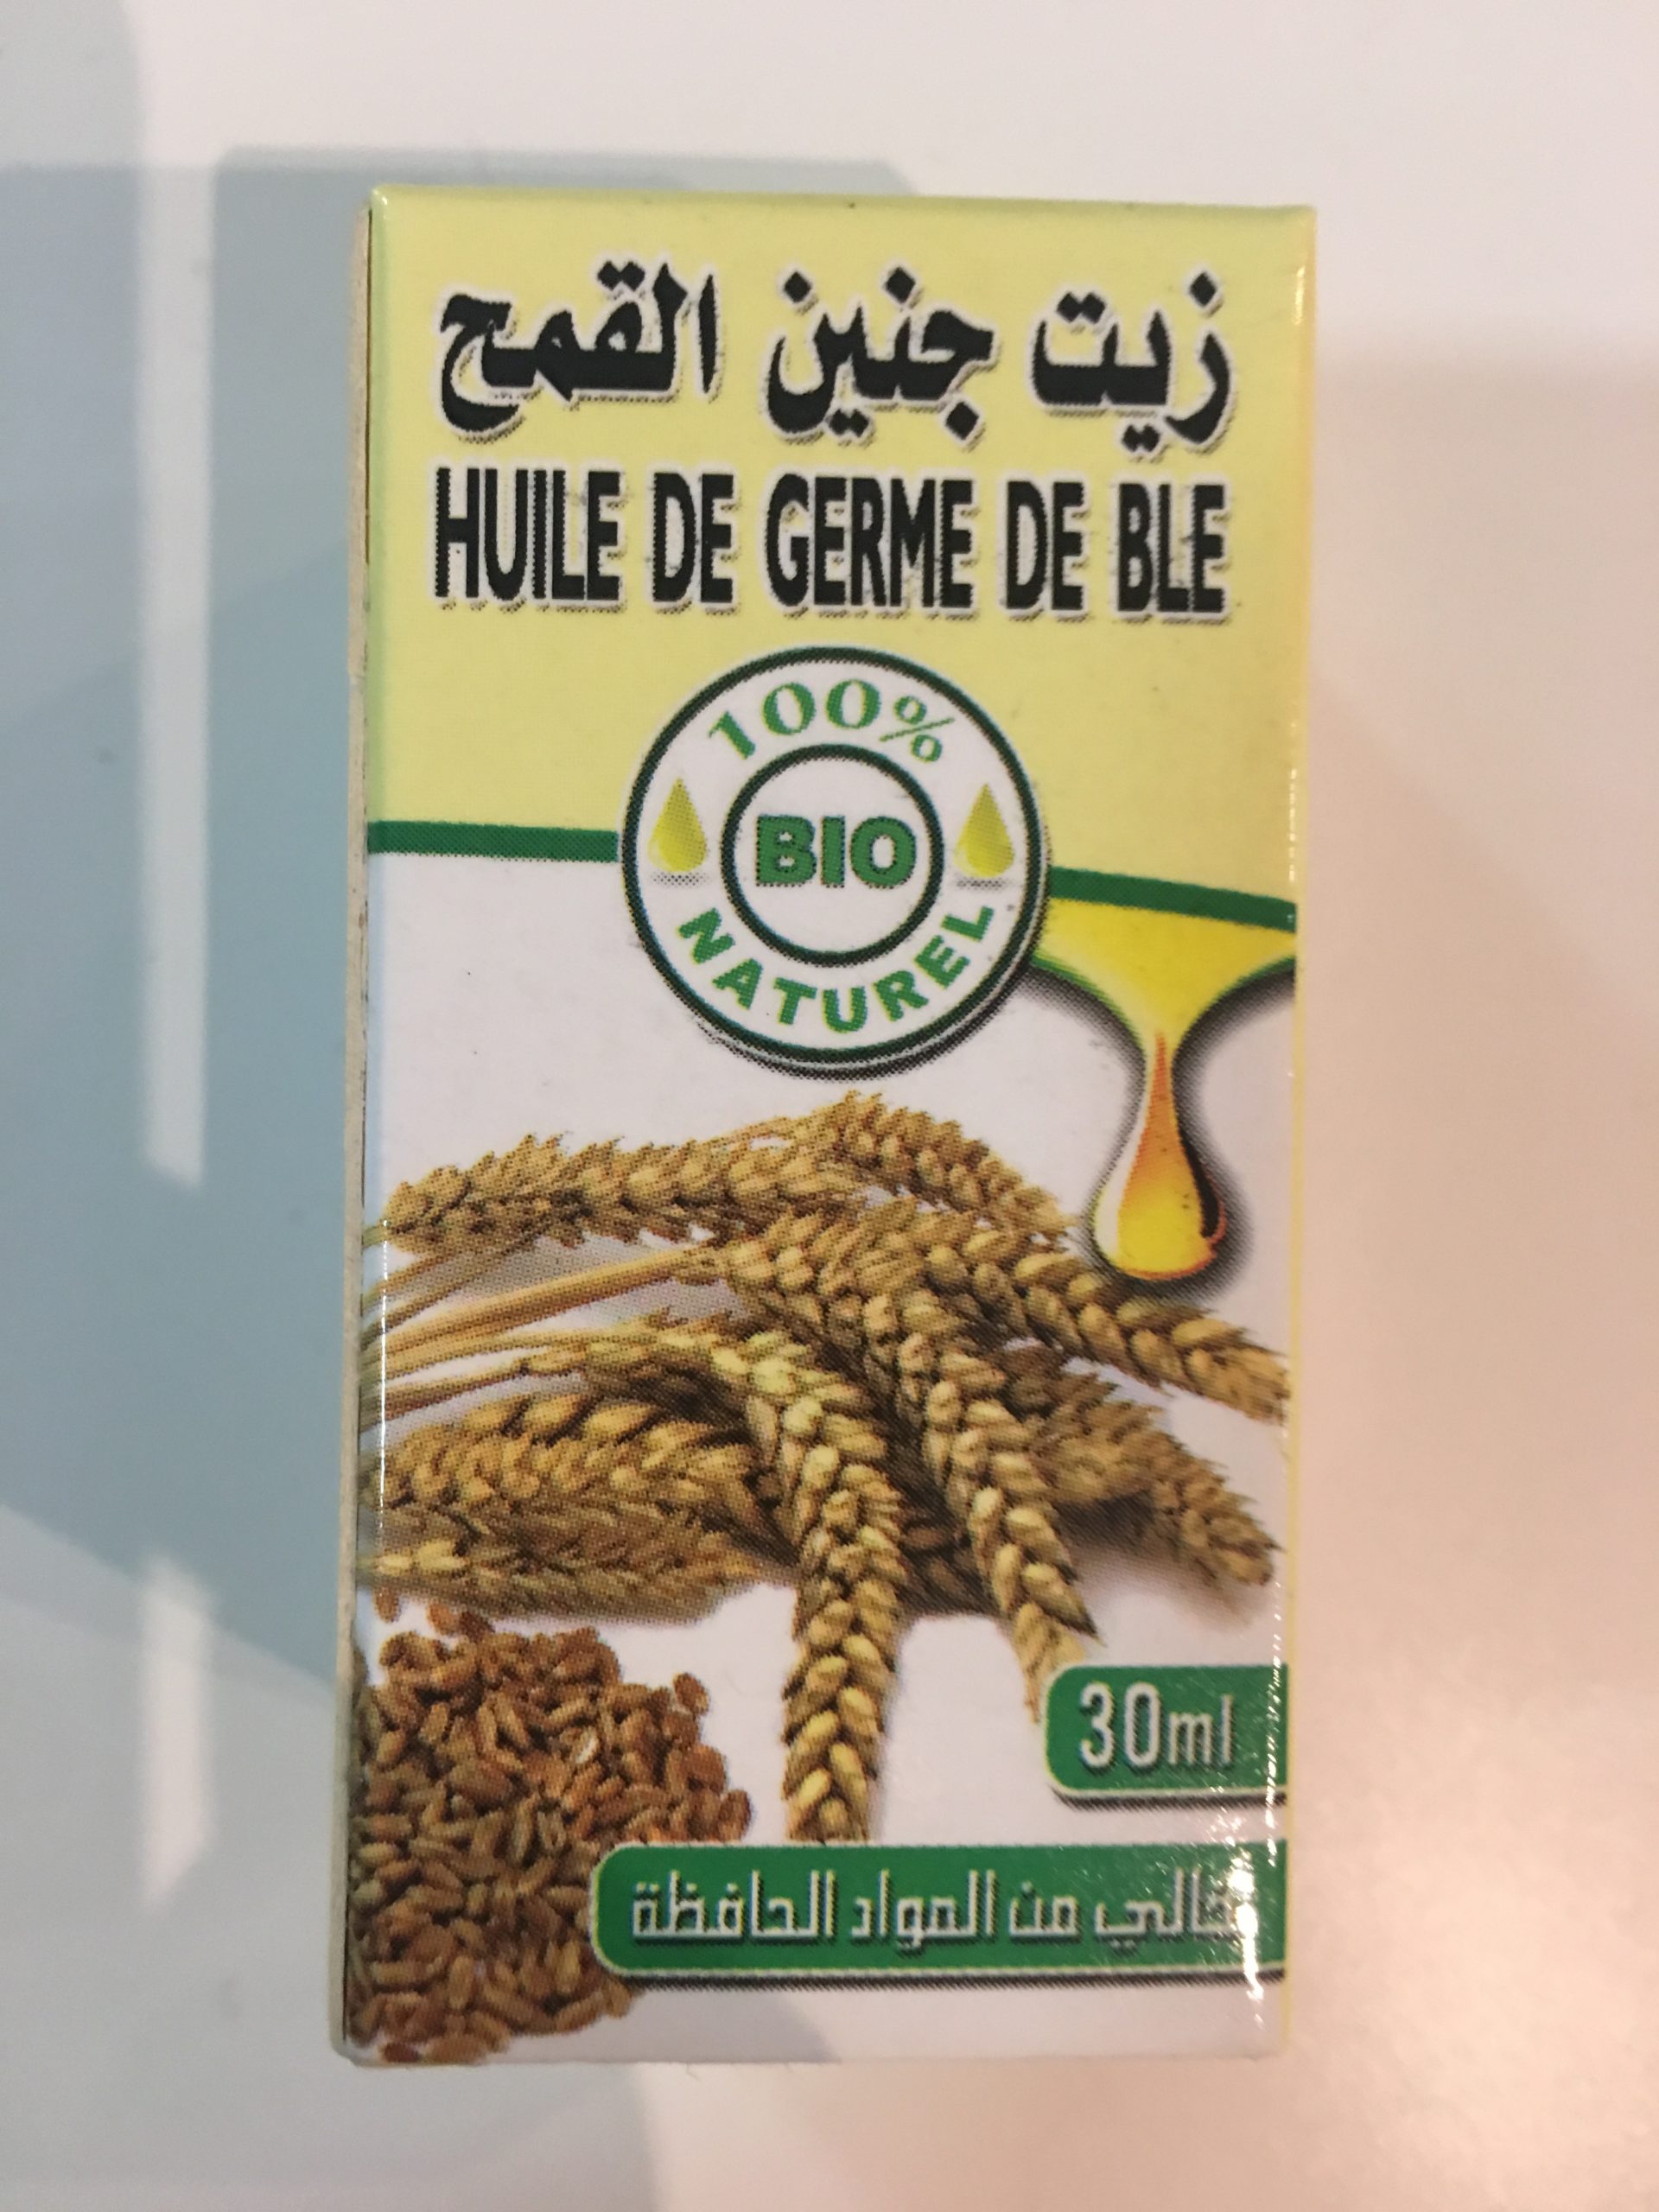 زيت جنين القمح
HUILE DE GERME DE BLE
100%
BIO
NATUREL
30ml
خالي من المواد الحافظة